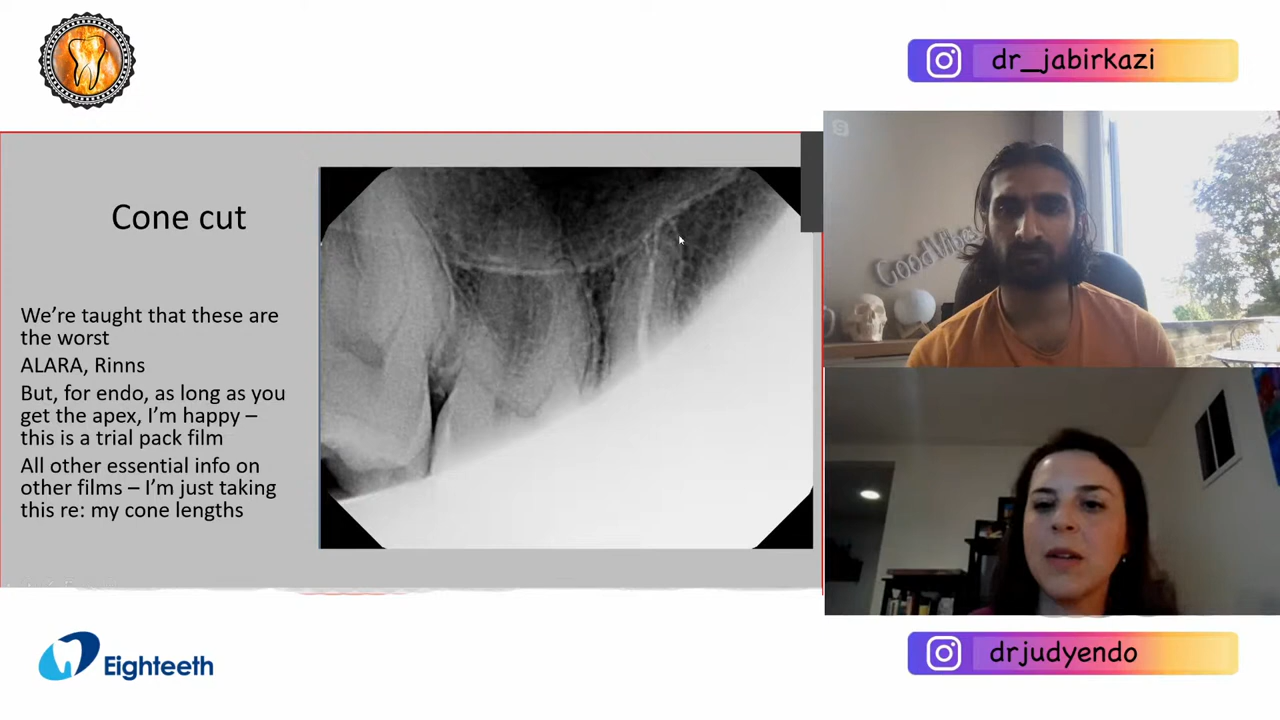 dr_jabirkazi
Cone cut
We're taught that these are
the worst
ALARA, Rinns
But, for endo, as long as you
get the apex, I'm happy –
this is a trial pack film
All other essential info on
other films – I'm just taking
this re: my cone lengths
GoodVibes
Eighteeth
drjudyendo